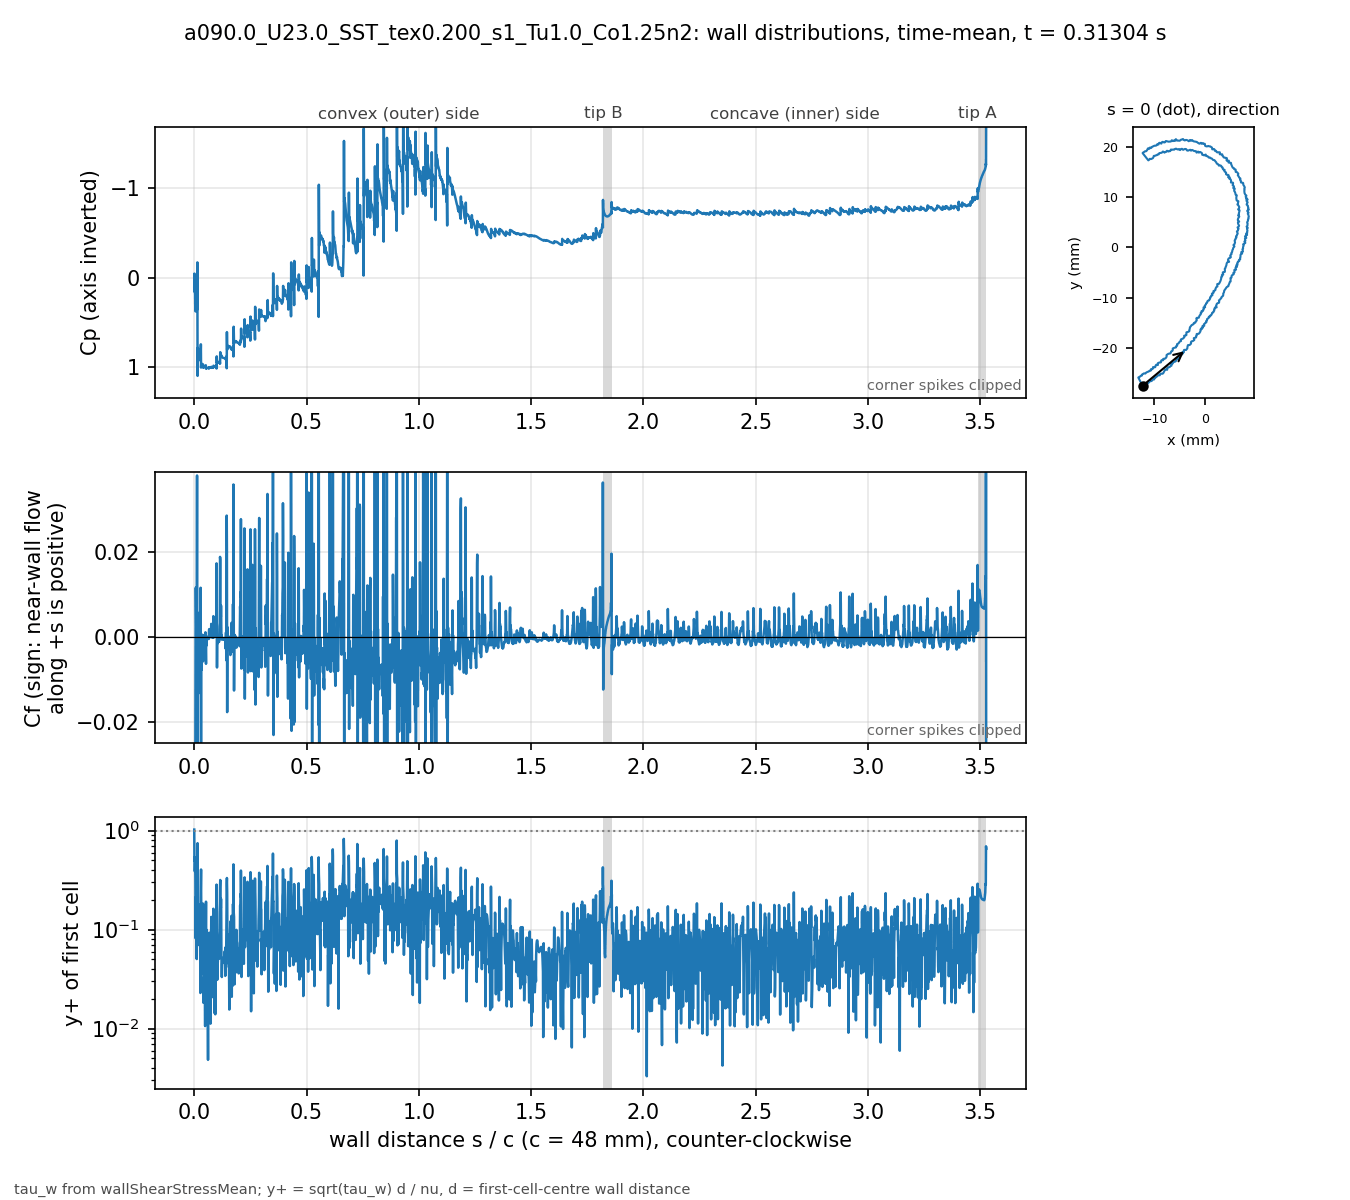 a090.0_U23.0_SST_tex0.200_s1_Tu1.0_Co1.25n2: wall distributions, time-mean, t = 0.31304 s
convex (outer) side
tip B
concave (inner) side
tip A
Cp (axis inverted)
−1
0
1
corner spikes clipped
0.0 0.5 1.0 1.5 2.0 2.5 3.0 3.5
s = 0 (dot), direction
y (mm)
20
10
0
−10
−20
−10 0
x (mm)
Cf (sign: near-wall flow
along +s is positive)
0.02
0.00
−0.02
corner spikes clipped
0.0 0.5 1.0 1.5 2.0 2.5 3.0 3.5
y+ of first cell
10⁰
10⁻¹
10⁻²
0.0 0.5 1.0 1.5 2.0 2.5 3.0 3.5
wall distance s / c (c = 48 mm), counter-clockwise
tau_w from wallShearStressMean; y+ = sqrt(tau_w) d / nu, d = first-cell-centre wall distance